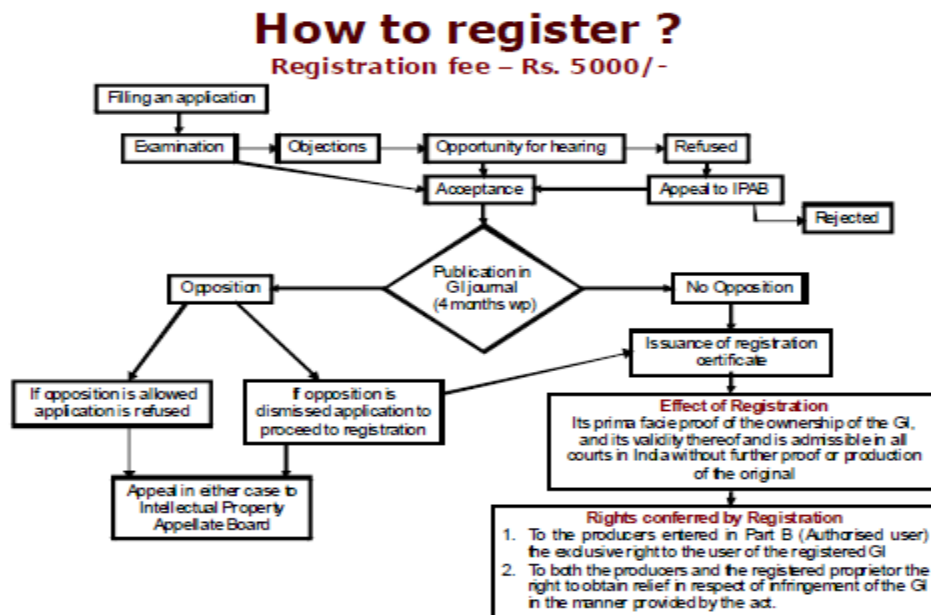 How to register ?
Registration fee – Rs. 5000/-
Filing an application
Examination
Objections
Opportunity for hearing
Refused
Acceptance
Appeal to IPAB
Rejected
Publication in
GI journal
(4 months wp)
Opposition
No Opposition
Issuance of registration
certificate
If opposition is allowed
application is refused
If opposition is
dismissed application to
proceed to registration
Effect of Registration
Its prima facie proof of the ownership of the GI,
and its validity thereof and is admissible in all
courts in India without further proof or production
of the original
Appeal in either case to
Intellectual Property
Appellate Board
Rights conferred by Registration
1. To the producers entered in Part B (Authorised user)
the exclusive right to the user of the registered GI
2. To both the producers and the registered proprietor the
right to obtain relief in respect of infringement of the GI
in the manner provided by the act.